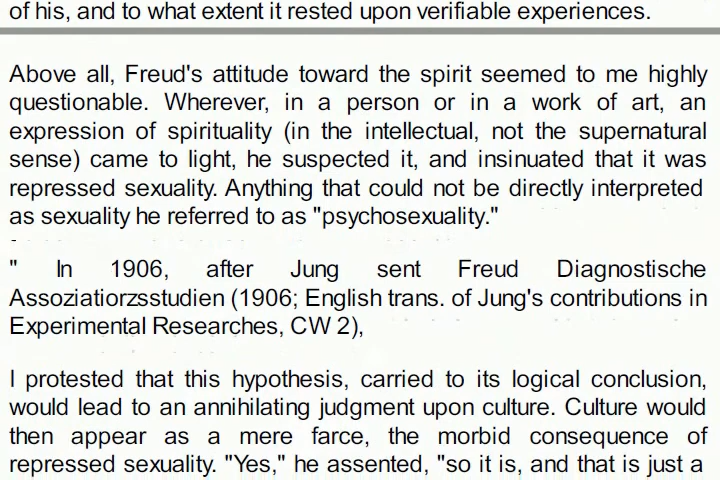 of his, and to what extent it rested upon verifiable experiences.
Above all, Freud's attitude toward the spirit seemed to me highly
questionable. Wherever, in a person or in a work of art, an
expression of spirituality (in the intellectual, not the supernatural
sense) came to light, he suspected it, and insinuated that it was
repressed sexuality. Anything that could not be directly interpreted
as sexuality he referred to as "psychosexuality."
" In 1906, after Jung sent Freud Diagnostische
Assoziatiorzsstudien (1906; English trans. of Jung's contributions in
Experimental Researches, CW 2),
I protested that this hypothesis, carried to its logical conclusion,
would lead to an annihilating judgment upon culture. Culture would
then appear as a mere farce, the morbid consequence of
repressed sexuality. "Yes," he assented, "so it is, and that is just a